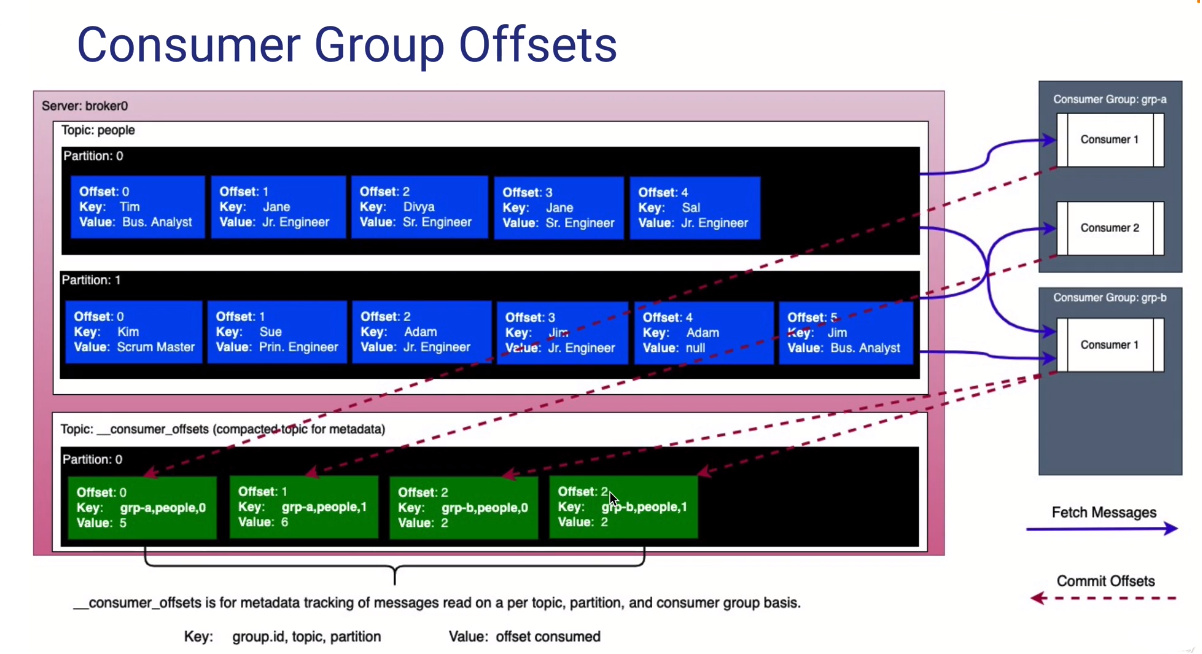 Consumer Group Offsets
Server: broker0
Topic: people
Partition: 0
Offset: 0
Key: Tim
Value: Bus. Analyst
Offset: 1
Key: Jane
Value: Jr. Engineer
Offset: 2
Key: Divya
Value: Sr. Engineer
Offset: 3
Key: Jane
Value: Sr. Engineer
Offset: 4
Key: Sal
Value: Jr. Engineer
Partition: 1
Offset: 0
Key: Kim
Value: Scrum Master
Offset: 1
Key: Sue
Value: Prin. Engineer
Offset: 2
Key: Adam
Value: Jr. Engineer
Offset: 3
Key: Jim
Value: Jr. Engineer
Offset: 4
Key: Adam
Value: null
Offset: 5
Key: Jim
Value: Bus. Analyst
Topic: __consumer_offsets (compacted topic for metadata)
Partition: 0
Offset: 0
Key: grp-a,people,0
Value: 5
Offset: 1
Key: grp-a,people,1
Value: 6
Offset: 2
Key: grp-b,people,0
Value: 2
Offset: 2
Key: grp-b,people,1
Value: 2
__consumer_offsets is for metadata tracking of messages read on a per topic, partition, and consumer group basis.
Key: group.id, topic, partition Value: offset consumed
Consumer Group: grp-a
Consumer 1
Consumer 2
Consumer Group: grp-b
Consumer 1
Fetch Messages
Commit Offsets